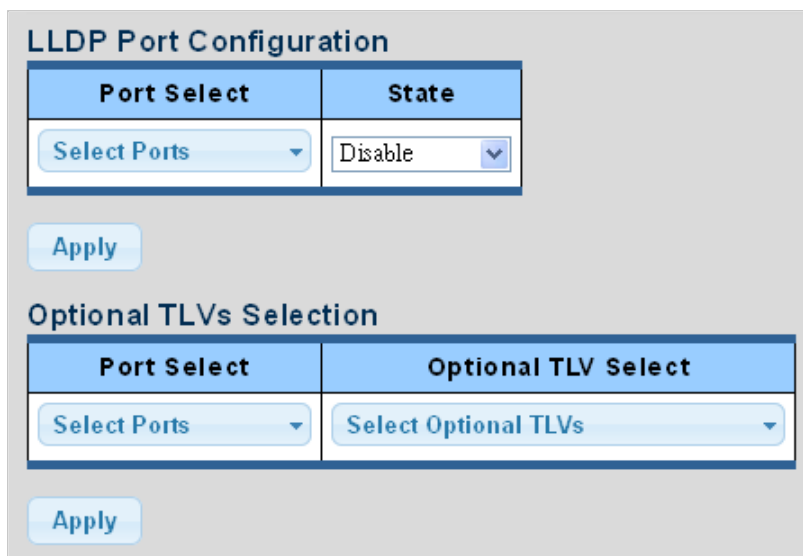 LLDP Port Configuration
Port Select State
Select Ports Disable
Apply
Optional TLVs Selection
Port Select Optional TLV Select
Select Ports Select Optional TLVs
Apply